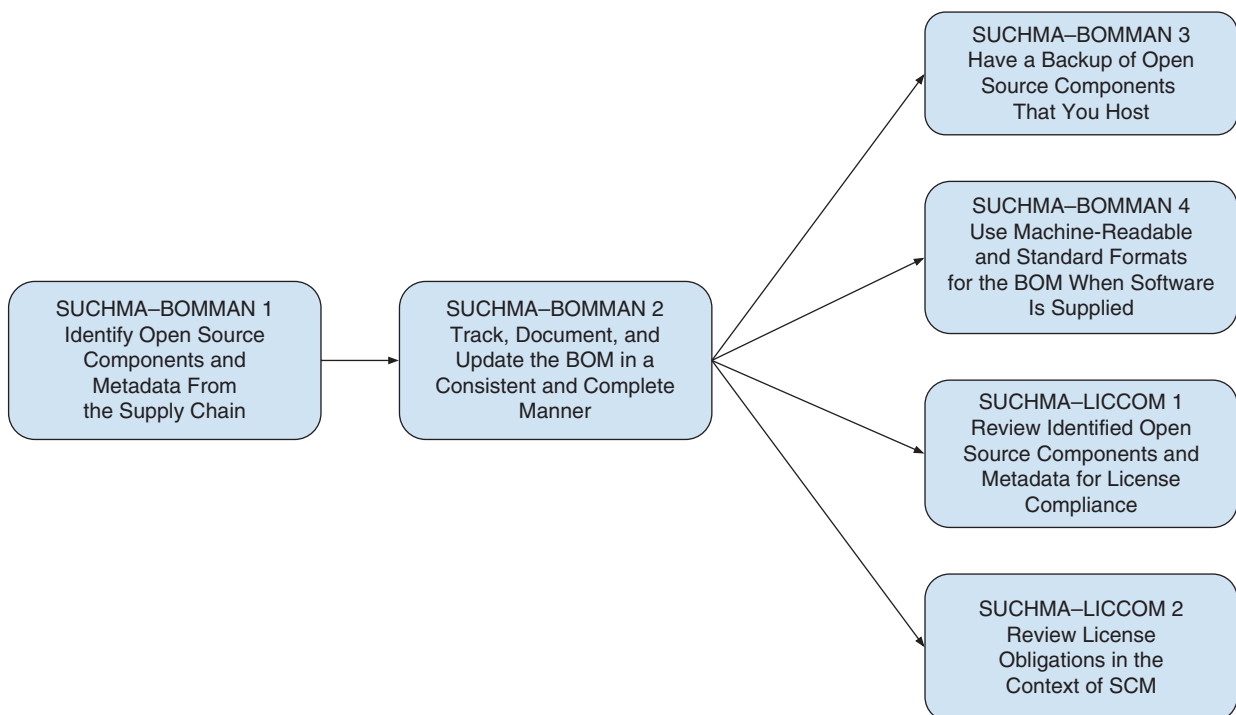 SUCHMA–BOMMAN 1
Identify Open Source
Components and
Metadata From
the Supply Chain
SUCHMA–BOMMAN 2
Track, Document, and
Update the BOM in a
Consistent and Complete
Manner
SUCHMA–BOMMAN 3
Have a Backup of Open
Source Components
That You Host
SUCHMA–BOMMAN 4
Use Machine-Readable
and Standard Formats
for the BOM When Software
Is Supplied
SUCHMA–LICCOM 1
Review Identified Open
Source Components and
Metadata for License
Compliance
SUCHMA–LICCOM 2
Review License
Obligations in the
Context of SCM